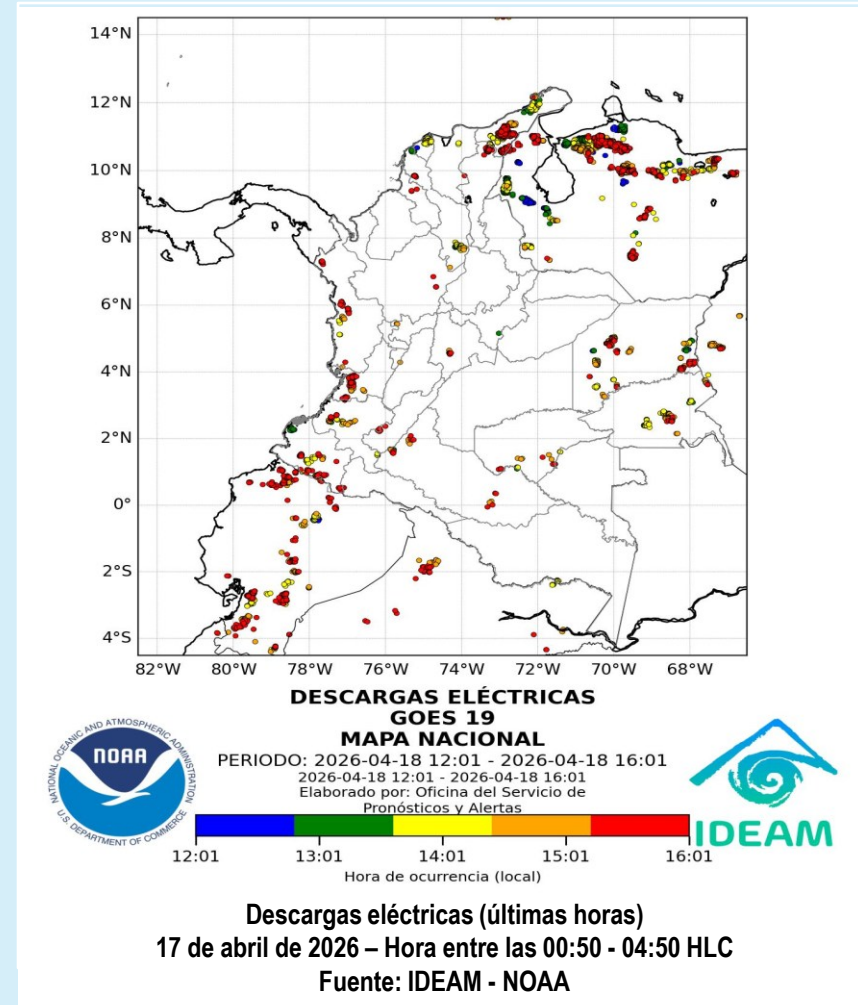 14°N
12°N
10°N
8°N
6°N
4°N
2°N
0°
2°S
4°S
82°W 80°W 78°W 76°W 74°W 72°W 70°W 68°W
DESCARGAS ELÉCTRICAS
GOES 19
MAPA NACIONAL
PERIODO: 2026-04-18 12:01 - 2026-04-18 16:01
2026-04-18 12:01 - 2026-04-18 16:01
Elaborado por: Oficina del Servicio de
Pronósticos y Alertas
NATIONAL OCEANIC AND ATMOSPHERIC ADMINISTRATION
NOAA
U.S. DEPARTMENT OF COMMERCE
IDEAM
12:01 13:01 14:01 15:01 16:01
Hora de ocurrencia (local)
Descargas eléctricas (últimas horas)
17 de abril de 2026 – Hora entre las 00:50 - 04:50 HLC
Fuente: IDEAM - NOAA